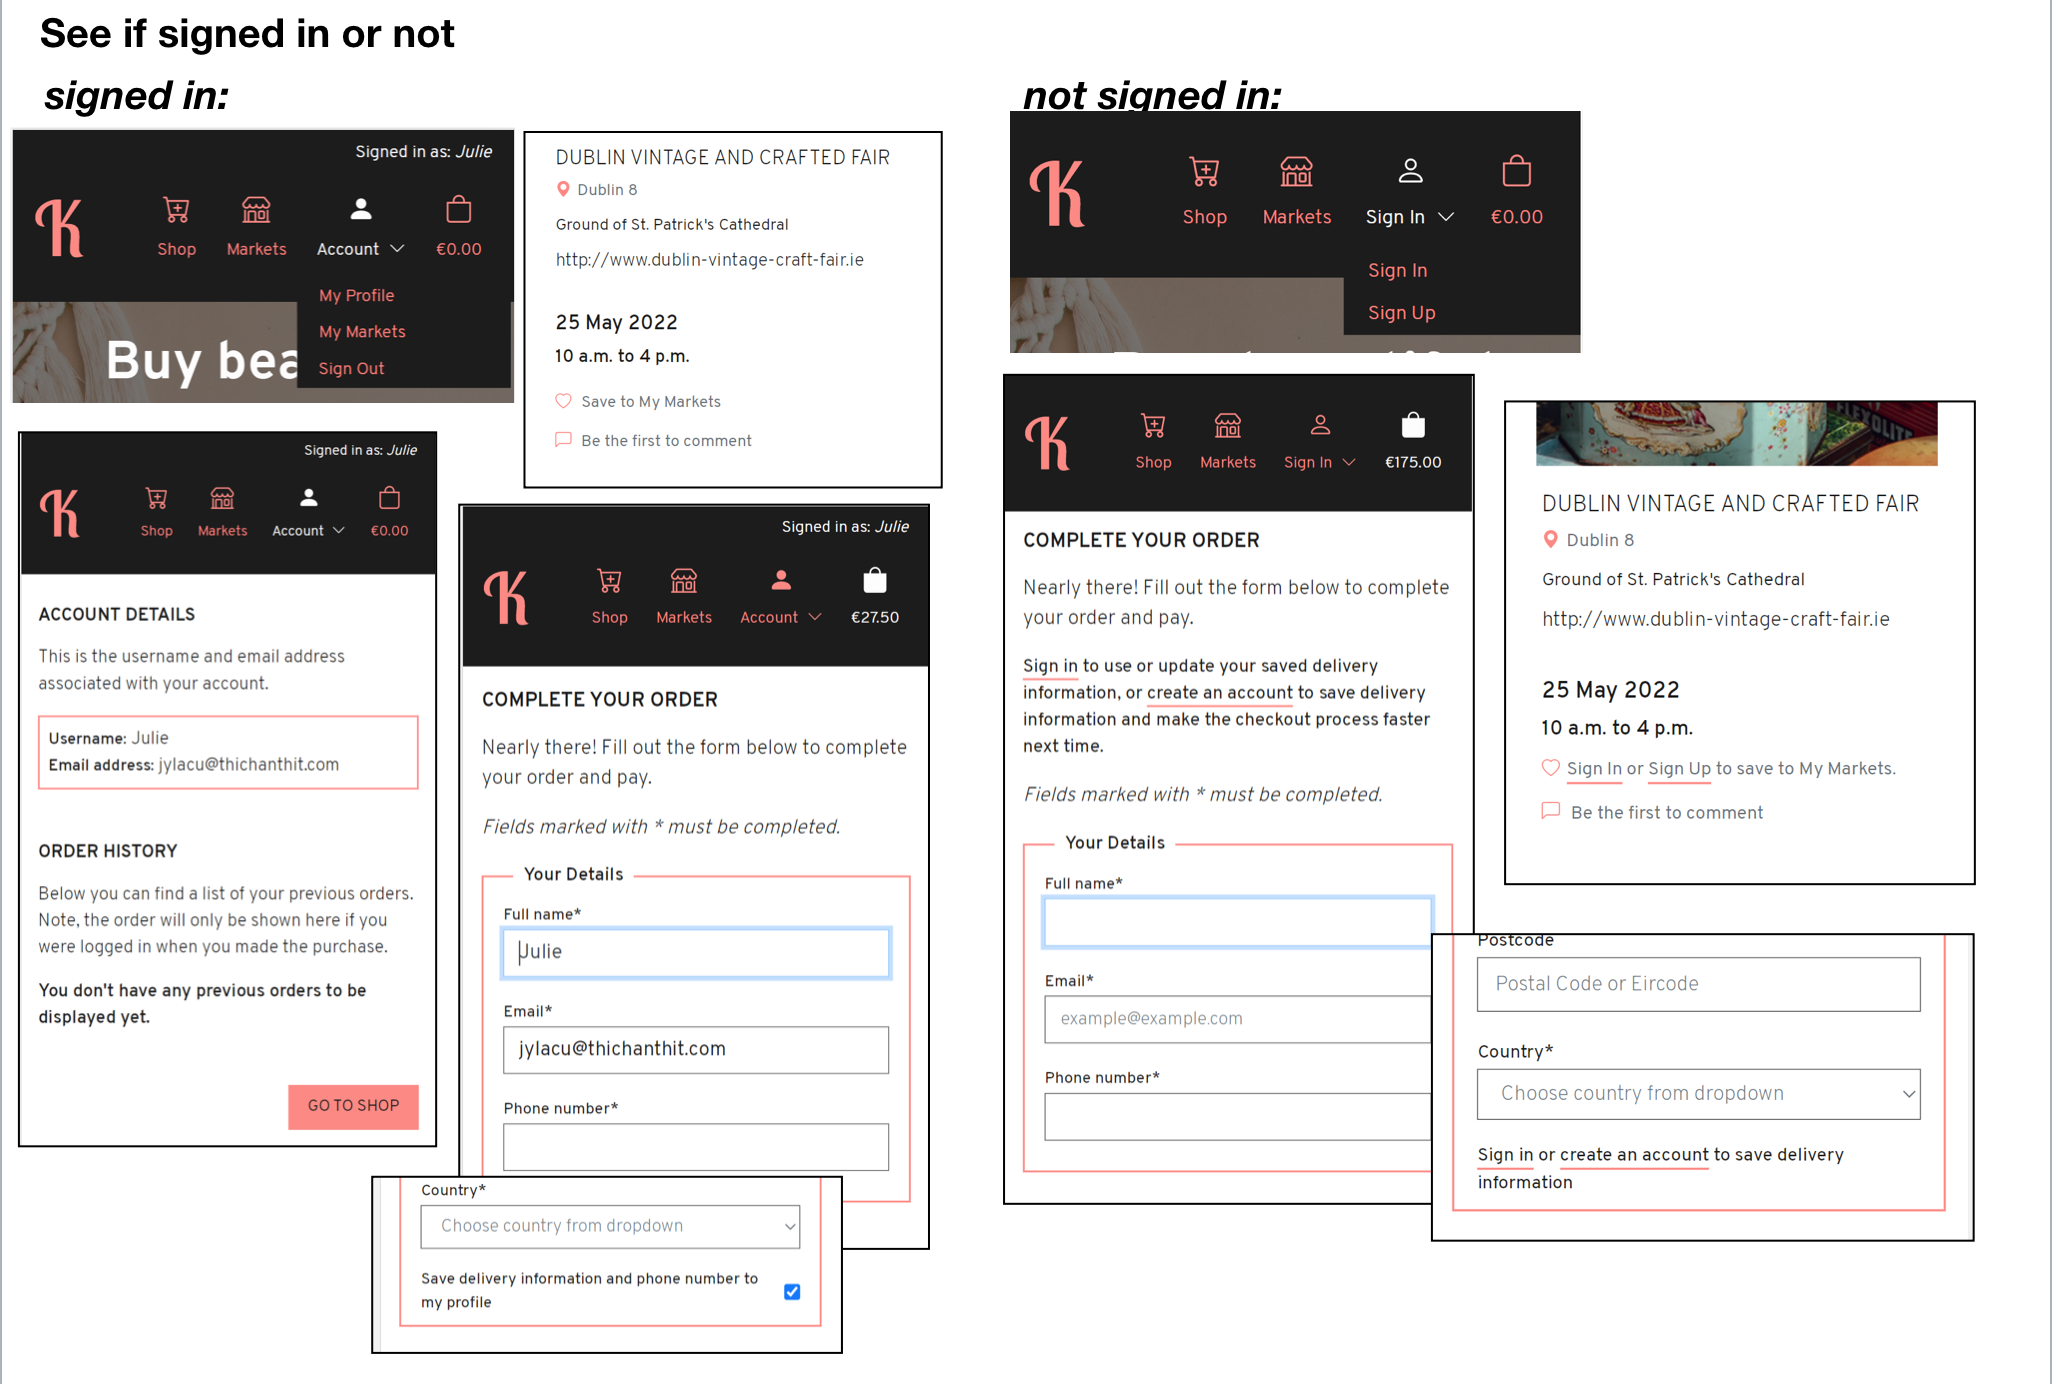 See if signed in or not
signed in:
Signed in as: Julie
K
Shop
Markets
Account
€0.00
My Profile
My Markets
Sign Out
Buy bea
DUBLIN VINTAGE AND CRAFTED FAIR
Dublin 8
Ground of St. Patrick's Cathedral
http://www.dublin-vintage-craft-fair.ie
25 May 2022
10 a.m. to 4 p.m.
Save to My Markets
Be the first to comment
Signed in as: Julie
K
Shop
Markets
Account
€0.00
ACCOUNT DETAILS
This is the username and email address
associated with your account.
Username: Julie
Email address: jylacu@thichanthit.com
ORDER HISTORY
Below you can find a list of your previous orders.
Note, the order will only be shown here if you
were logged in when you made the purchase.
You don't have any previous orders to be
displayed yet.
GO TO SHOP
Signed in as: Julie
K
Shop
Markets
Account
€27.50
COMPLETE YOUR ORDER
Nearly there! Fill out the form below to complete
your order and pay.
Fields marked with * must be completed.
Your Details
Full name*
Julie
Email*
jylacu@thichanthit.com
Phone number*
Country*
Choose country from dropdown
Save delivery information and phone number to
my profile
not signed in:
K
Shop
Markets
Sign In
€0.00
Sign In
Sign Up
K
Shop
Markets
Sign In
€175.00
COMPLETE YOUR ORDER
Nearly there! Fill out the form below to complete
your order and pay.
Sign in to use or update your saved delivery
information, or create an account to save delivery
information and make the checkout process faster
next time.
Fields marked with * must be completed.
Your Details
Full name*
Email*
example@example.com
Phone number*
DUBLIN VINTAGE AND CRAFTED FAIR
Dublin 8
Ground of St. Patrick's Cathedral
http://www.dublin-vintage-craft-fair.ie
25 May 2022
10 a.m. to 4 p.m.
Sign In or Sign Up to save to My Markets.
Be the first to comment
Postcode
Postal Code or Eircode
Country*
Choose country from dropdown
Sign in or create an account to save delivery
information